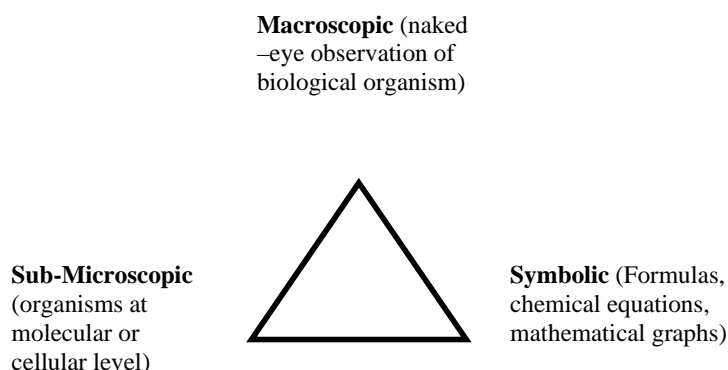 Macroscopic (naked
–eye observation of
biological organism)
Sub-Microscopic
(organisms at
molecular or
cellular level)
Symbolic (Formulas,
chemical equations,
mathematical graphs)